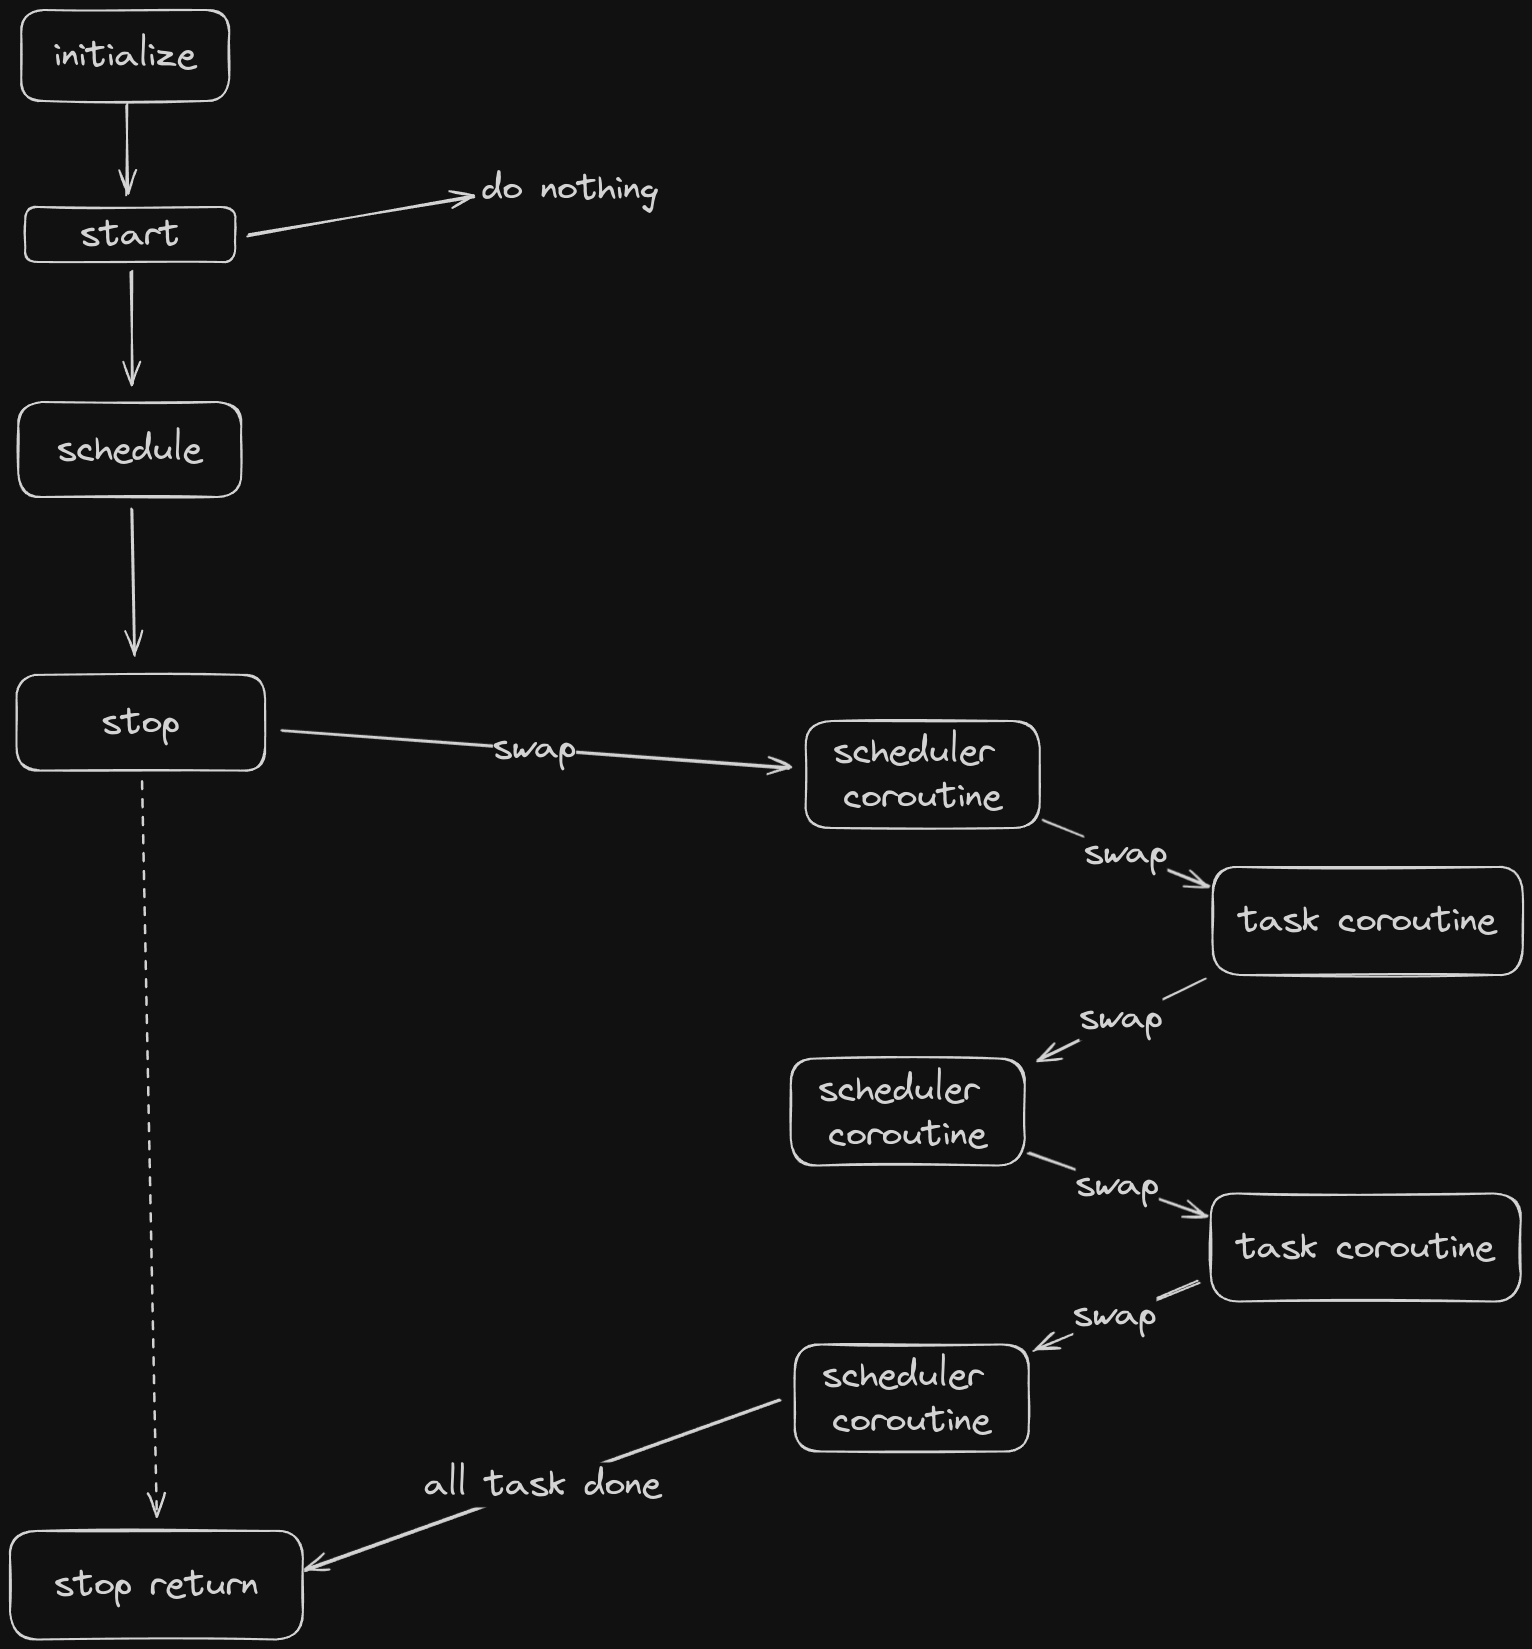 initialize
do nothing
start
schedule
stop
swap
scheduler
coroutine
swap
task coroutine
swap
scheduler
coroutine
swap
task coroutine
swap
scheduler
coroutine
all task done
stop return